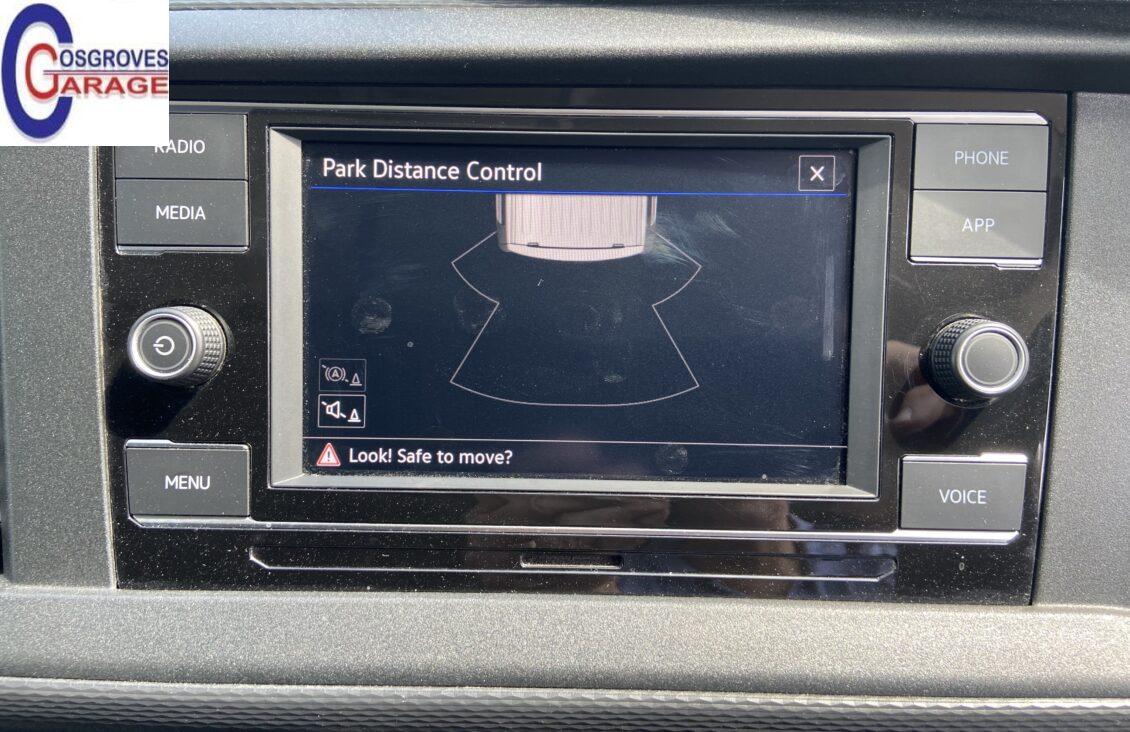 COSGROVES
GARAGE
RADIO
MEDIA
MENU
Park Distance Control
Look! Safe to move?
PHONE
APP
VOICE